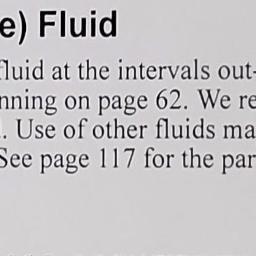 e) Fluid
fluid at the intervals out-
nning on page 62. We re
. Use of other fluids ma
See page 117 for the par